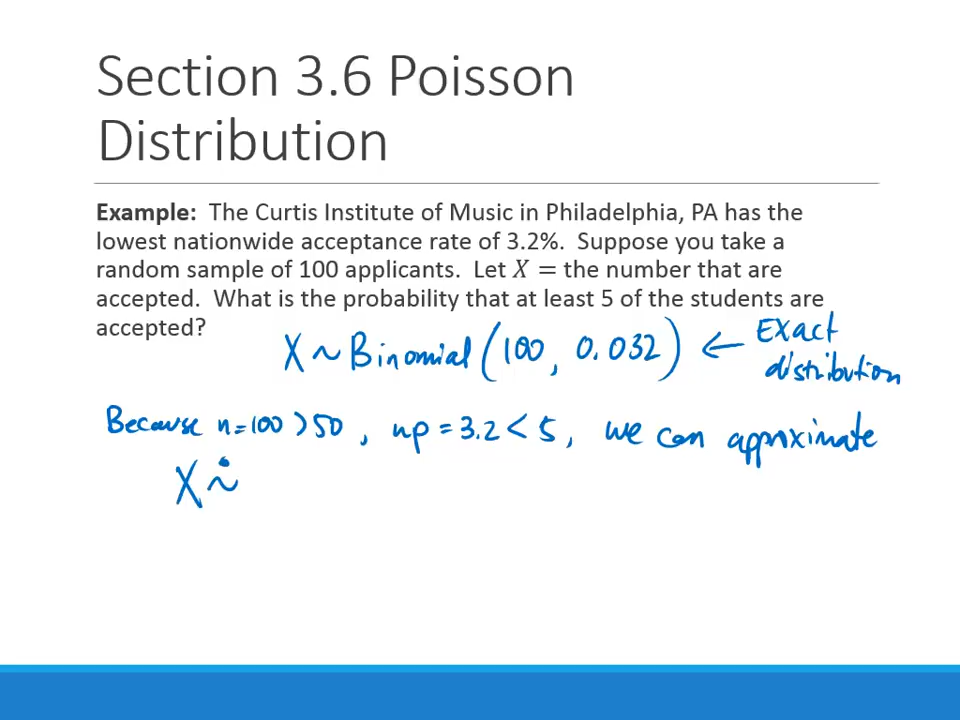 Section 3.6 Poisson
Distribution
Example: The Curtis Institute of Music in Philadelphia, PA has the
lowest nationwide acceptance rate of 3.2%. Suppose you take a
random sample of 100 applicants. Let X = the number that are
accepted. What is the probability that at least 5 of the students are
accepted?
X ~ Binomial (100, 0.032) ← Exact
distribution
Because n=100 > 50, np = 3.2 < 5, we can approximate
X ∻